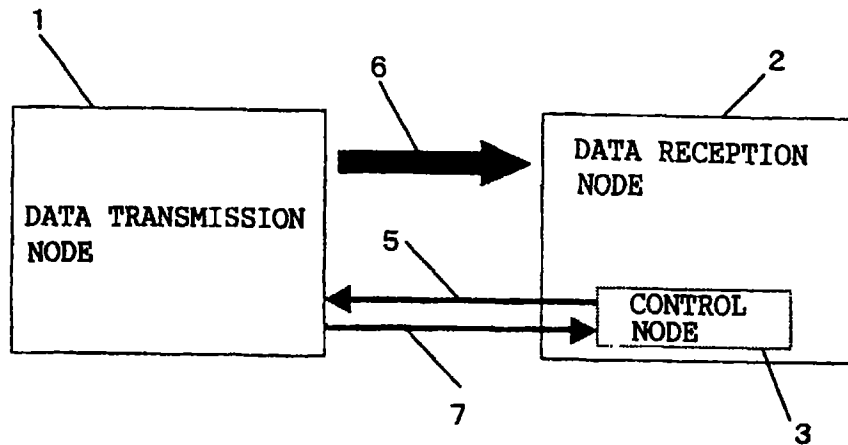 1
6
2
DATA TRANSMISSION
NODE
DATA RECEPTION
NODE
5
CONTROL
NODE
7
3